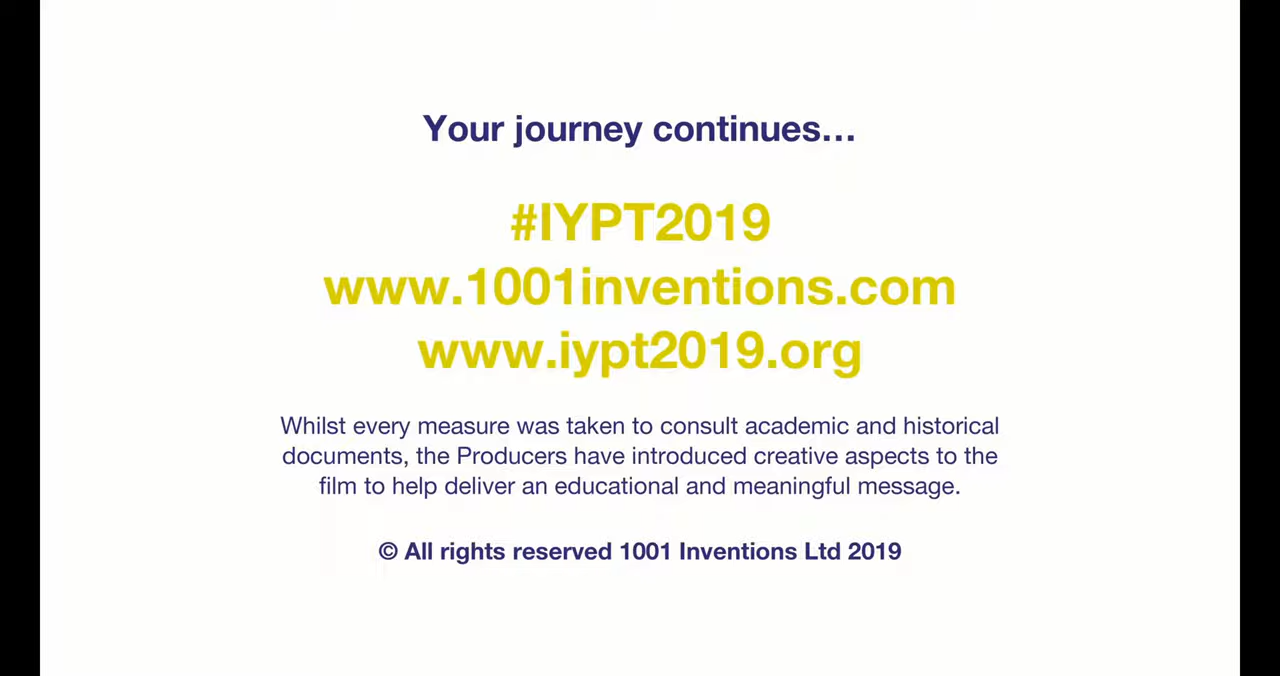 Your journey continues...
#IYPT2019
www.1001inventions.com
www.iypt2019.org
Whilst every measure was taken to consult academic and historical
documents, the Producers have introduced creative aspects to the
film to help deliver an educational and meaningful message.
© All rights reserved 1001 Inventions Ltd 2019